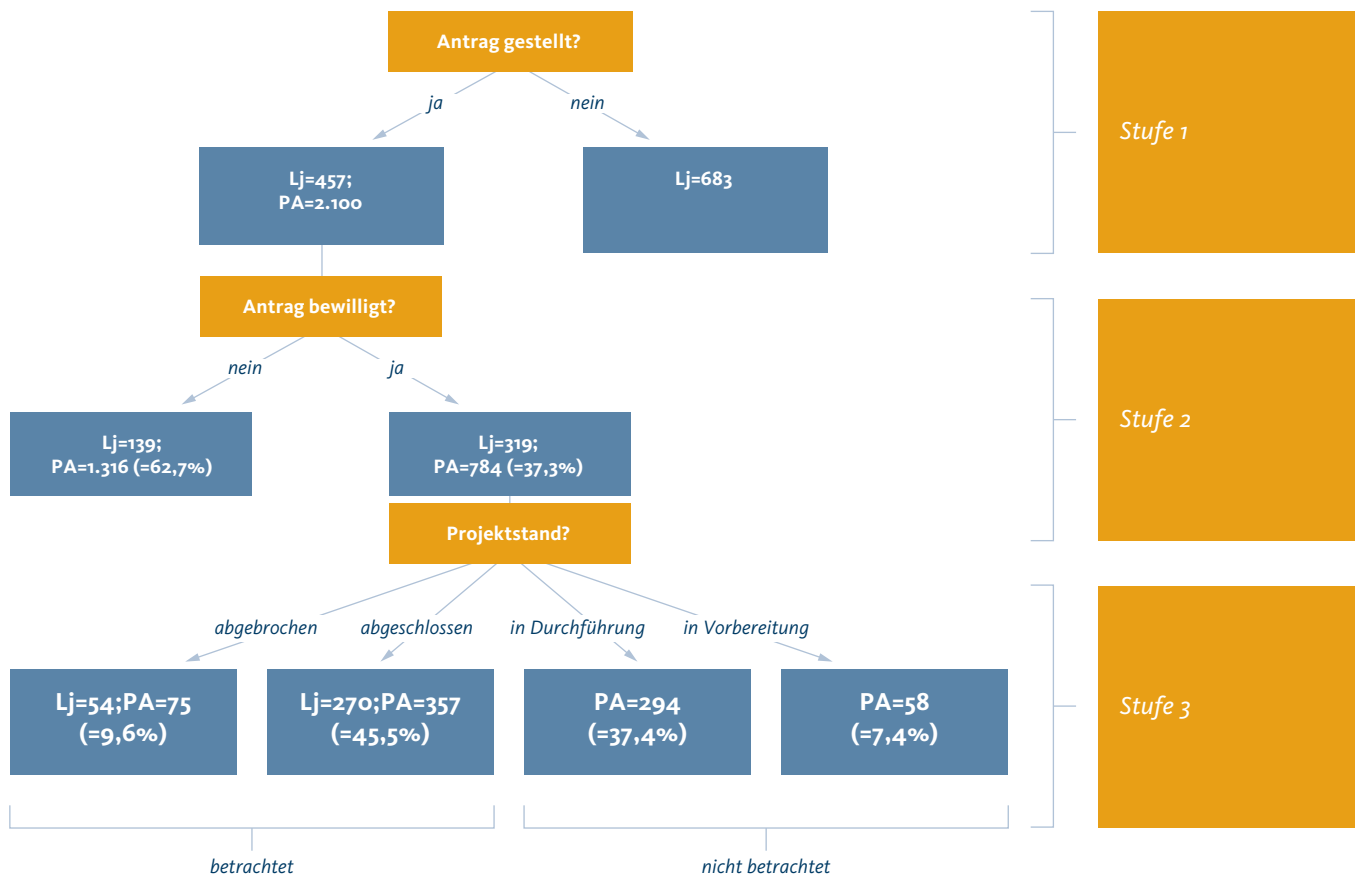 Antrag gestellt?
ja
nein
Stufe 1
Lj=457;
PA=2.100
Lj=683
Antrag bewilligt?
nein
ja
Stufe 2
Lj=139;
PA=1.316 (=62,7%)
Lj=319;
PA=784 (=37,3%)
Projektstand?
abgebrochen
abgeschlossen
in Durchführung
in Vorbereitung
Lj=54;PA=75
(=9,6%)
Lj=270;PA=357
(=45,5%)
PA=294
(=37,4%)
PA=58
(=7,4%)
Stufe 3
betrachtet
nicht betrachtet